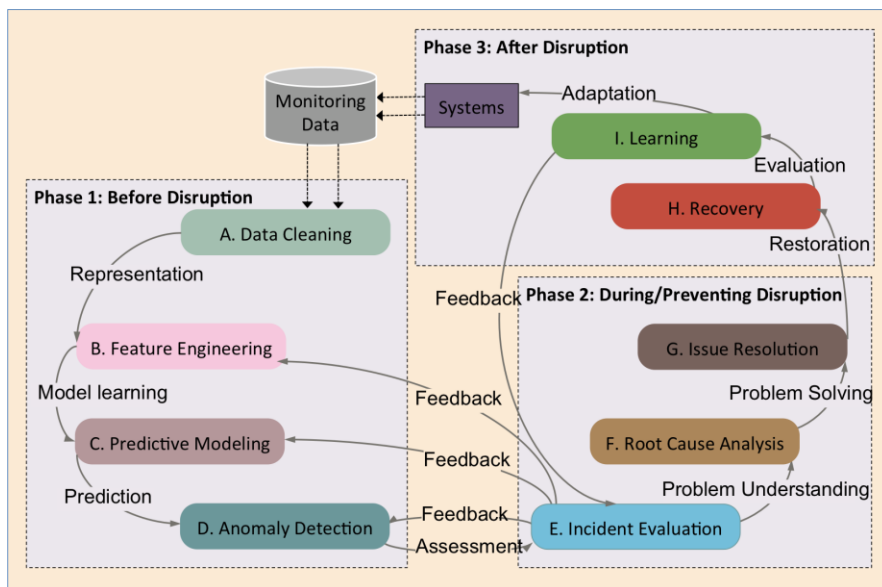 Phase 3: After Disruption
Monitoring
Data
Systems
Adaptation
I. Learning
Evaluation
H. Recovery
Restoration
Phase 1: Before Disruption
A. Data Cleaning
Representation
B. Feature Engineering
Model learning
C. Predictive Modeling
Prediction
D. Anomaly Detection
Feedback
Feedback
Feedback
Feedback
Assessment
Phase 2: During/Preventing Disruption
G. Issue Resolution
Problem Solving
F. Root Cause Analysis
Problem Understanding
E. Incident Evaluation